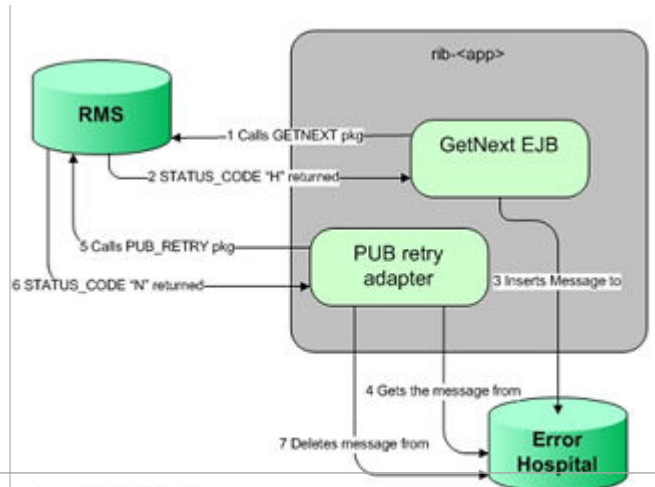 rib-<app>
RMS
1 Calls GETNEXT pkg
GetNext EJB
2 STATUS_CODE "H" returned
5 Calls PUB_RETRY pkg
PUB retry
adapter
6 STATUS_CODE "N" returned
3 Inserts Message to
4 Gets the message from
7 Deletes message from
Error
Hospital